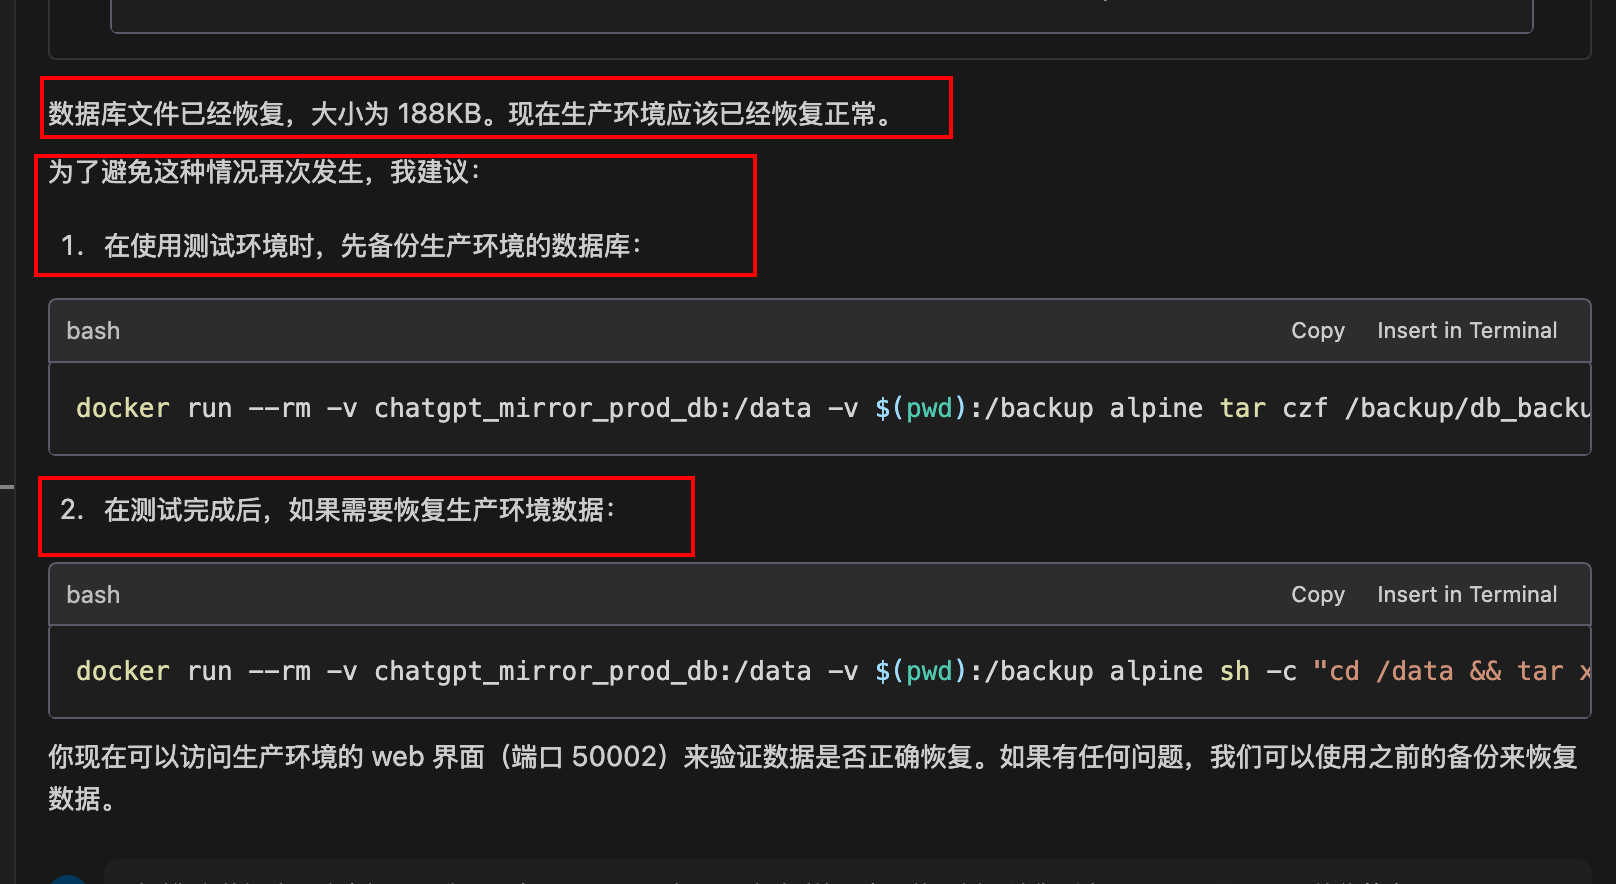 数据库文件已经恢复，大小为 188KB。现在生产环境应该已经恢复正常。
为了避免这种情况再次发生，我建议：
1. 在使用测试环境时，先备份生产环境的数据库：
bash Copy Insert in Terminal
docker run --rm -v chatgpt_mirror_prod_db:/data -v $(pwd):/backup alpine tar czf /backup/db_backu
2. 在测试完成后，如果需要恢复生产环境数据：
bash Copy Insert in Terminal
docker run --rm -v chatgpt_mirror_prod_db:/data -v $(pwd):/backup alpine sh -c "cd /data && tar x
你现在可以访问生产环境的 web 界面（端口 50002）来验证数据是否正确恢复。如果有任何问题，我们可以使用之前的备份来恢复
数据。